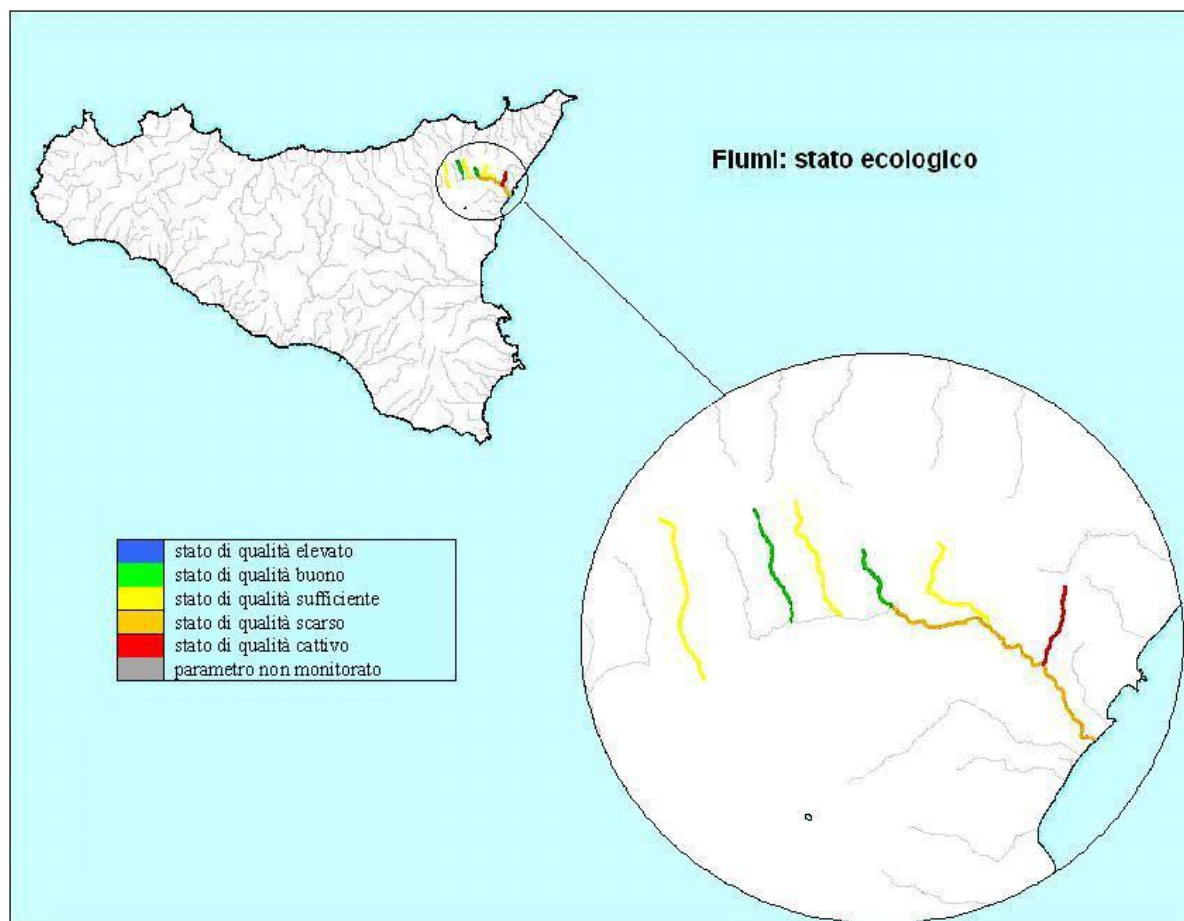 Fiumi: stato ecologico
stato di qualità elevato
stato di qualità buono
stato di qualità sufficiente
stato di qualità scarso
stato di qualità cattivo
parametro non monitorato